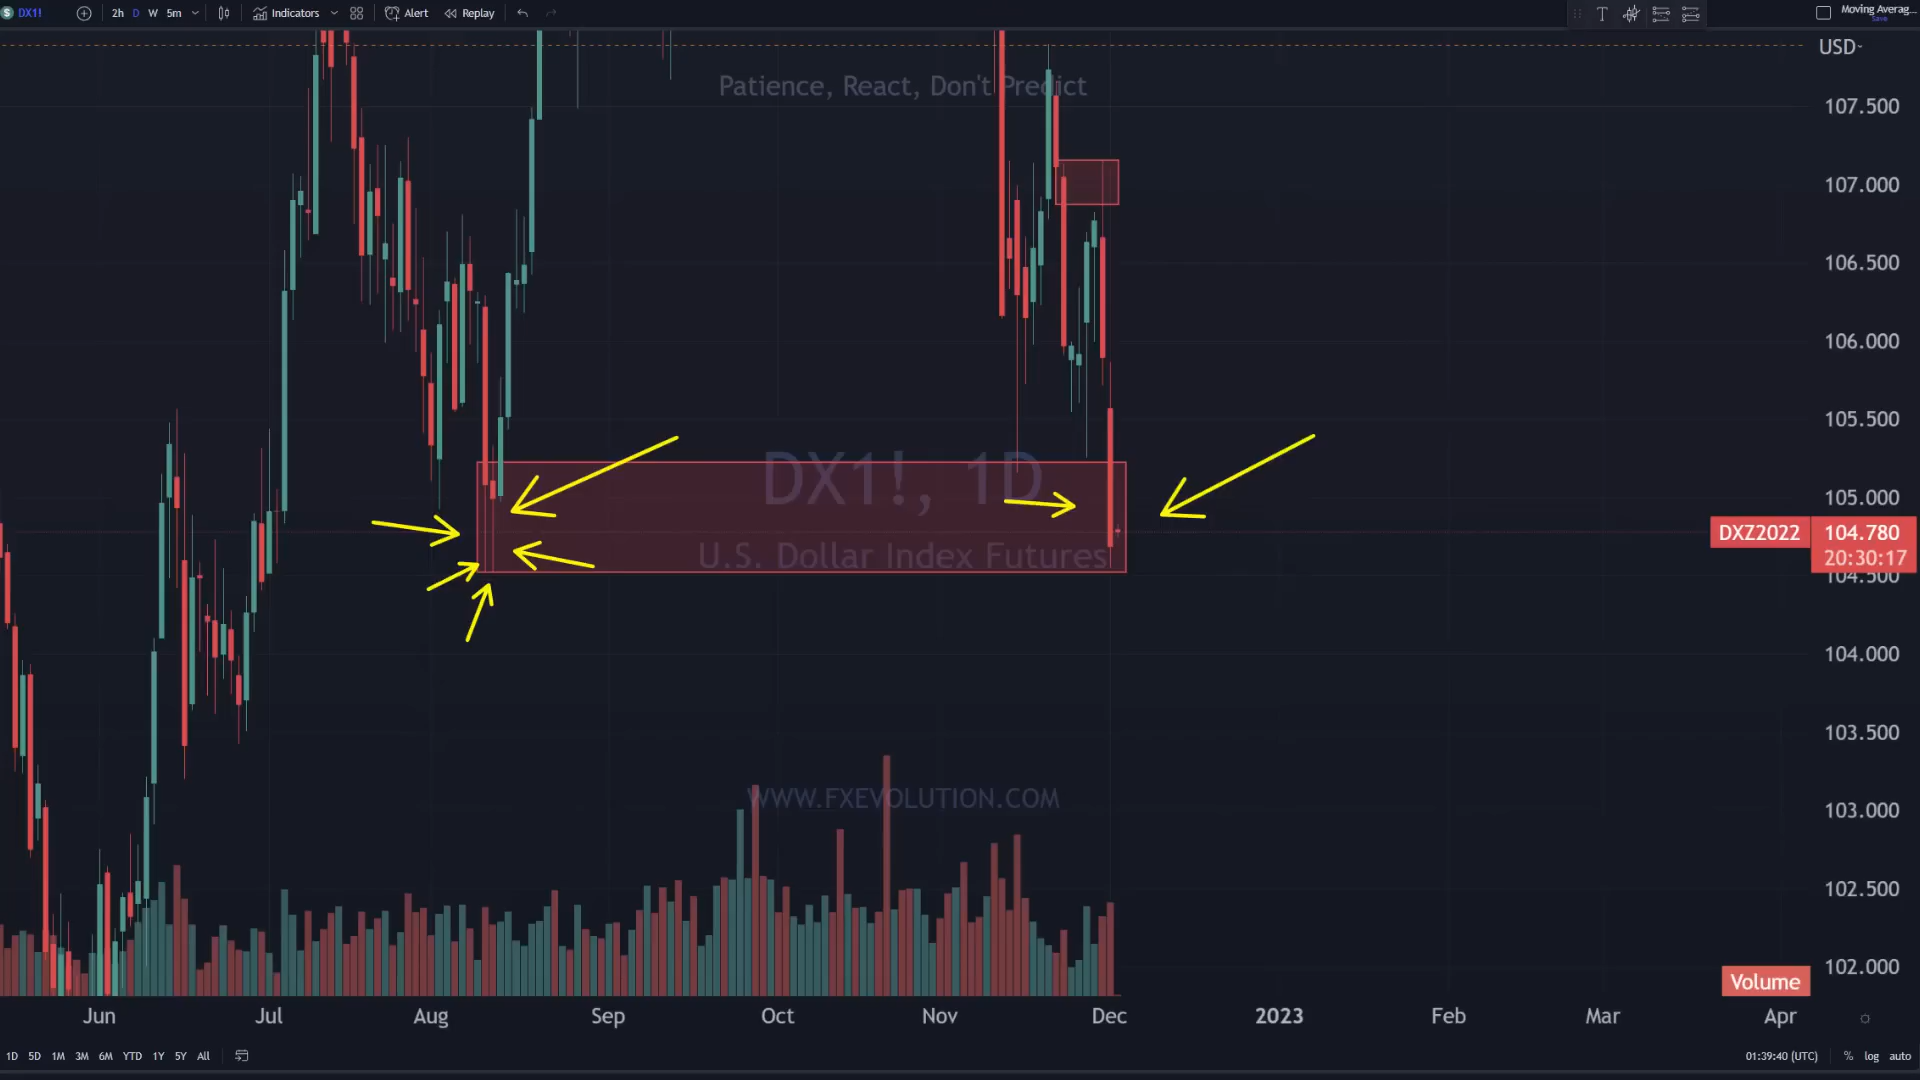 DX1!
2h D W 5m Indicators Alert Replay
Moving Averag...
Save
USD
Patience, React, Don't Predict
107.500
107.000
106.500
106.000
105.500
DX1!, 1D
105.000
DXZ2022 104.780
20:30:17
U.S. Dollar Index Futures
104.500
104.000
103.500
WWW.FXEVOLUTION.COM
103.000
102.500
102.000
Volume
Jun Jul Aug Sep Oct Nov Dec 2023 Feb Mar Apr
1D 5D 1M 3M 6M YTD 1Y 5Y All
01:39:40 (UTC) % log auto